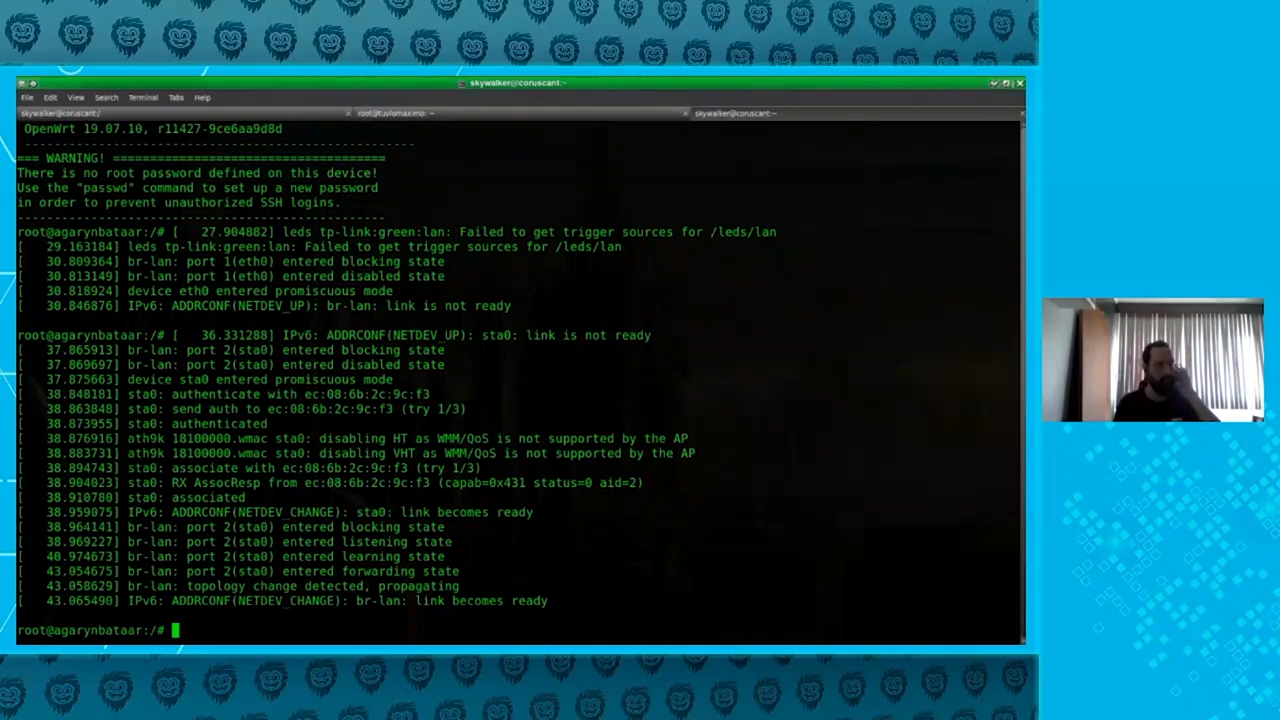 skywalker@coruscant:~
File Edit View Search Terminal Tabs Help
skywalker@coruscant:/ root@tuvlomaximo: ~ skywalker@coruscant:~
OpenWrt 19.07.10, r11427-9ce6aa9d8d
-----------------------------------------------------
=== WARNING! =====================================
There is no root password defined on this device!
Use the "passwd" command to set up a new password
in order to prevent unauthorized SSH logins.
--------------------------------------------------
root@agarynbataar:/# [   27.904882] leds tp-link:green:lan: Failed to get trigger sources for /leds/lan
[   29.163184] leds tp-link:green:lan: Failed to get trigger sources for /leds/lan
[   30.809364] br-lan: port 1(eth0) entered blocking state
[   30.813149] br-lan: port 1(eth0) entered disabled state
[   30.818924] device eth0 entered promiscuous mode
[   30.846876] IPv6: ADDRCONF(NETDEV_UP): br-lan: link is not ready
root@agarynbataar:/# [   36.331288] IPv6: ADDRCONF(NETDEV_UP): sta0: link is not ready
[   37.865913] br-lan: port 2(sta0) entered blocking state
[   37.869697] br-lan: port 2(sta0) entered disabled state
[   37.875663] device sta0 entered promiscuous mode
[   38.848181] sta0: authenticate with ec:08:6b:2c:9c:f3
[   38.863848] sta0: send auth to ec:08:6b:2c:9c:f3 (try 1/3)
[   38.873955] sta0: authenticated
[   38.876916] ath9k 18100000.wmac sta0: disabling HT as WMM/QoS is not supported by the AP
[   38.883731] ath9k 18100000.wmac sta0: disabling VHT as WMM/QoS is not supported by the AP
[   38.894743] sta0: associate with ec:08:6b:2c:9c:f3 (try 1/3)
[   38.904023] sta0: RX AssocResp from ec:08:6b:2c:9c:f3 (capab=0x431 status=0 aid=2)
[   38.910780] sta0: associated
[   38.959075] IPv6: ADDRCONF(NETDEV_CHANGE): sta0: link becomes ready
[   38.964141] br-lan: port 2(sta0) entered blocking state
[   38.969227] br-lan: port 2(sta0) entered listening state
[   40.974673] br-lan: port 2(sta0) entered learning state
[   43.054675] br-lan: port 2(sta0) entered forwarding state
[   43.058629] br-lan: topology change detected, propagating
[   43.065490] IPv6: ADDRCONF(NETDEV_CHANGE): br-lan: link becomes ready
root@agarynbataar:/#